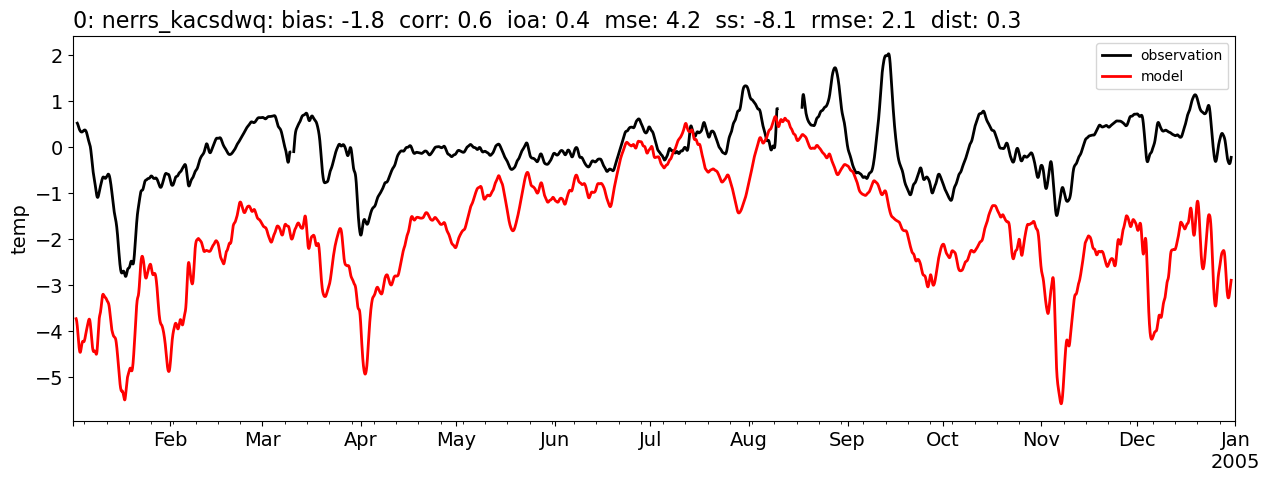 0: nerrs_kacsdwq: bias: -1.8  corr: 0.6  ioa: 0.4  mse: 4.2  ss: -8.1  rmse: 2.1  dist: 0.3
observation
model
temp
2
1
0
−1
−2
−3
−4
−5
Feb Mar Apr May Jun Jul Aug Sep Oct Nov Dec Jan
2005